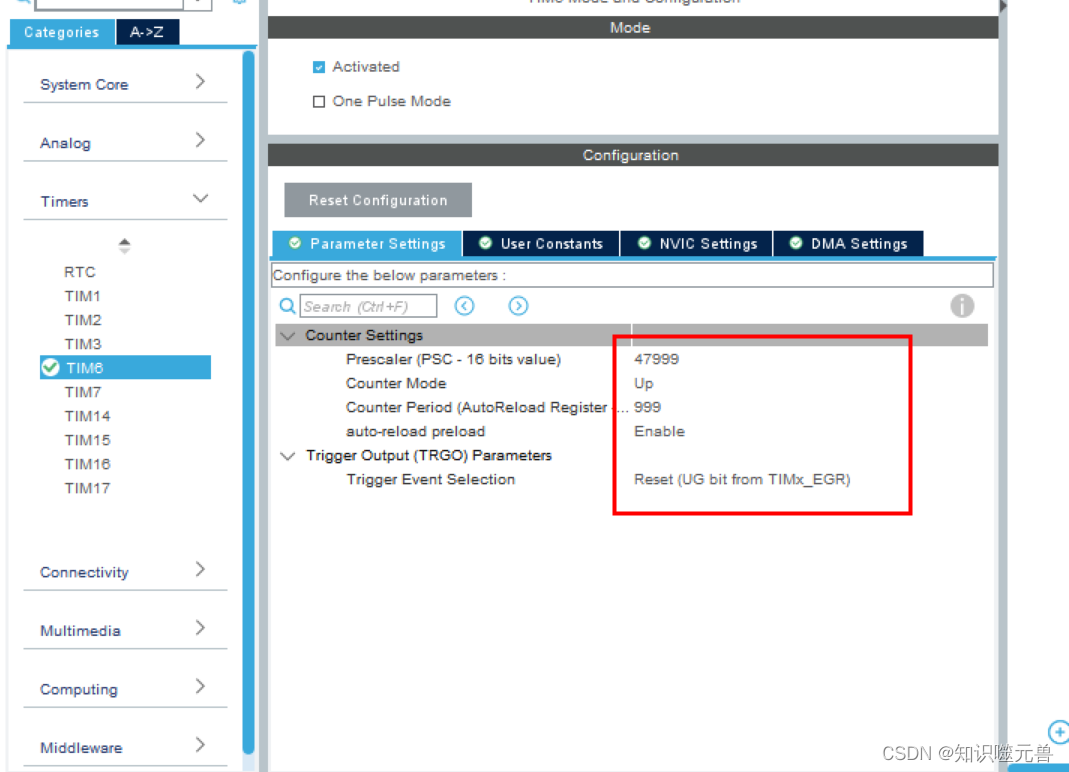 Categories
A->Z
System Core
Analog
Timers
RTC
TIM1
TIM2
TIM3
TIM6
TIM7
TIM14
TIM15
TIM16
TIM17
Connectivity
Multimedia
Computing
Middleware
Mode
Activated
One Pulse Mode
Configuration
Reset Configuration
Parameter Settings
User Constants
NVIC Settings
DMA Settings
Configure the below parameters :
Search (Ctrl+F)
Counter Settings
Prescaler (PSC - 16 bits value) 47999
Counter Mode Up
Counter Period (AutoReload Register -... 999
auto-reload preload Enable
Trigger Output (TRGO) Parameters
Trigger Event Selection Reset (UG bit from TIMx_EGR)
CSDN @知识噬元兽